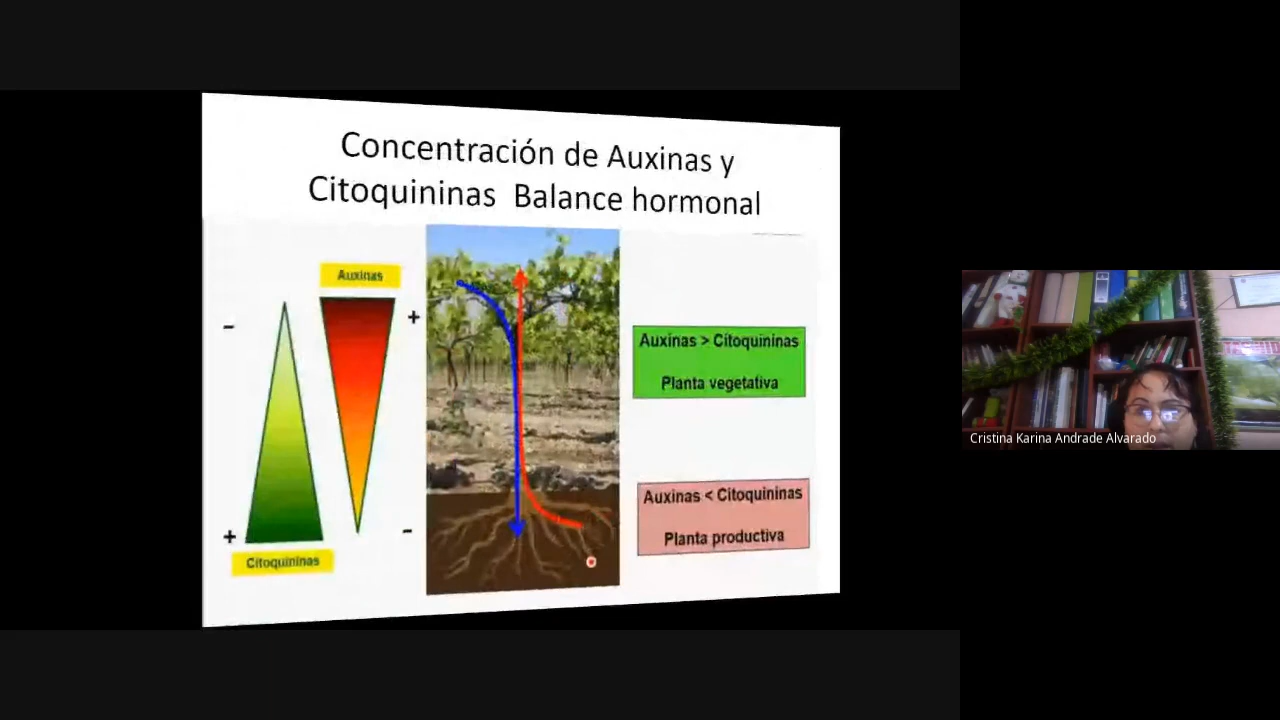 Concentración de Auxinas y
Citoquininas Balance hormonal
Auxinas
-
+
Auxinas > Citoquininas
Planta vegetativa
Auxinas < Citoquininas
Planta productiva
+
-
Citoquininas
Cristina Karina Andrade Alvarado